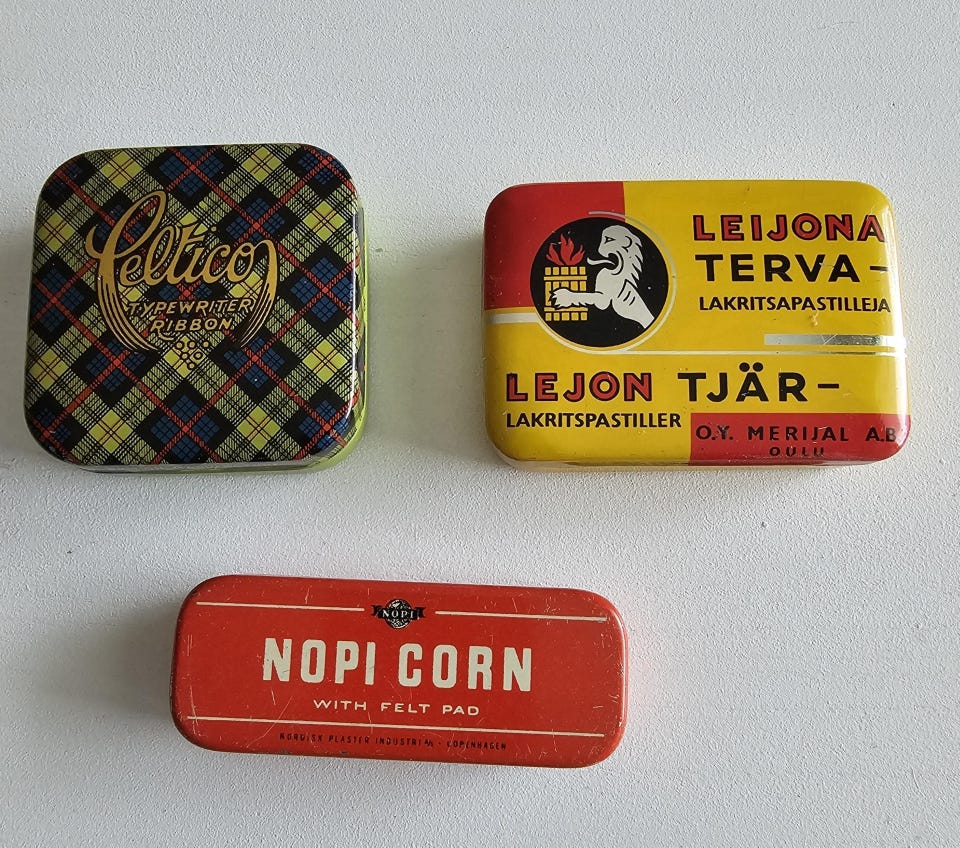 Celtico
TYPEWRITER
RIBBON
LEIJONA
TERVA-
LAKRITSAPASTILLEJA
LEJON TJÄR-
LAKRITSPASTILLER
O.Y. MERIJAL A.B.
OULU
NOPI
NOPI CORN
WITH FELT PAD
NORDISK PLASTER INDUSTRI A/S · COPENHAGEN